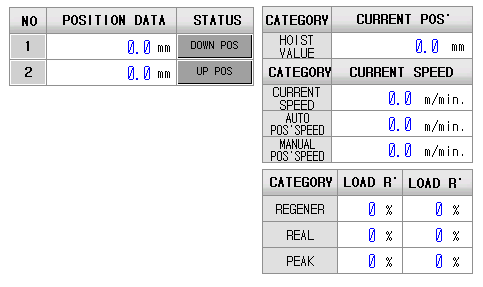 NO POSITION DATA STATUS
1 0.0 mm DOWN POS
2 0.0 mm UP POS
CATEGORY CURRENT POS'
HOIST
VALUE 0.0 mm
CATEGORY CURRENT SPEED
CURRENT
SPEED 0.0 m/min.
AUTO
POS'SPEED 0.0 m/min.
MANUAL
POS'SPEED 0.0 m/min.
CATEGORY LOAD R' LOAD R'
REGENER 0 % 0 %
REAL 0 % 0 %
PEAK 0 % 0 %